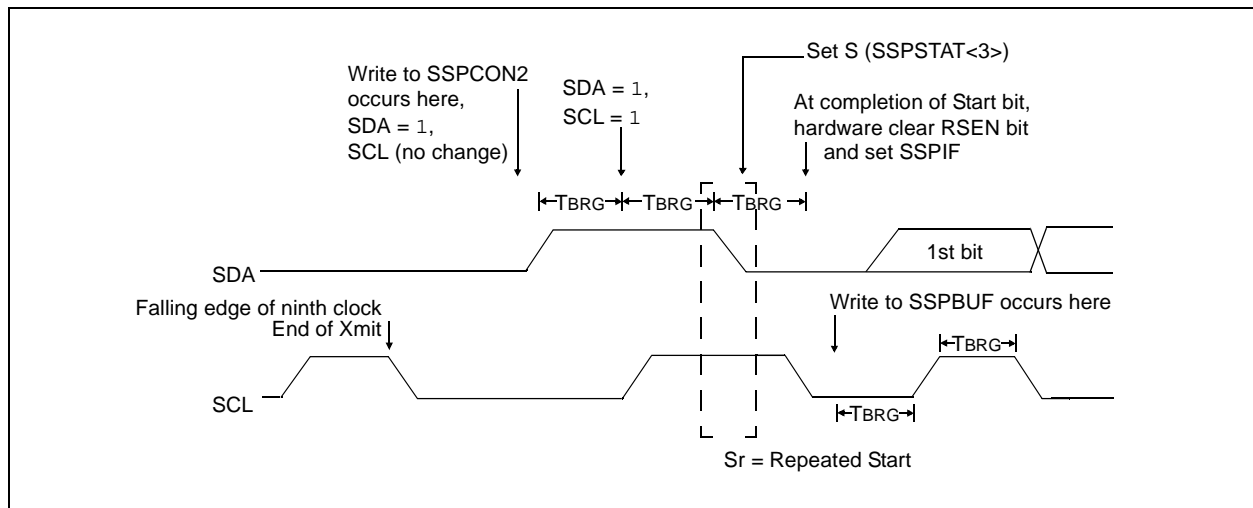 Set S (SSPSTAT<3>)
Write to SSPCON2
occurs here,
SDA = 1,
SCL (no change)
SDA = 1,
SCL = 1
At completion of Start bit,
hardware clear RSEN bit
and set SSPIF
TBRG
TBRG
TBRG
SDA
1st bit
Falling edge of ninth clock
End of Xmit
Write to SSPBUF occurs here
TBRG
SCL
TBRG
Sr = Repeated Start